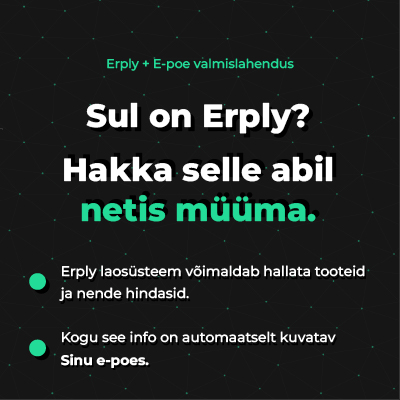 Erply + E-poe valmislahendus
Sul on Erply?
Hakka selle abil
netis müüma.
Erply laosüsteem võimaldab hallata tooteid
ja nende hindasid.
Kogu see info on automaatselt kuvatav
Sinu e-poes.